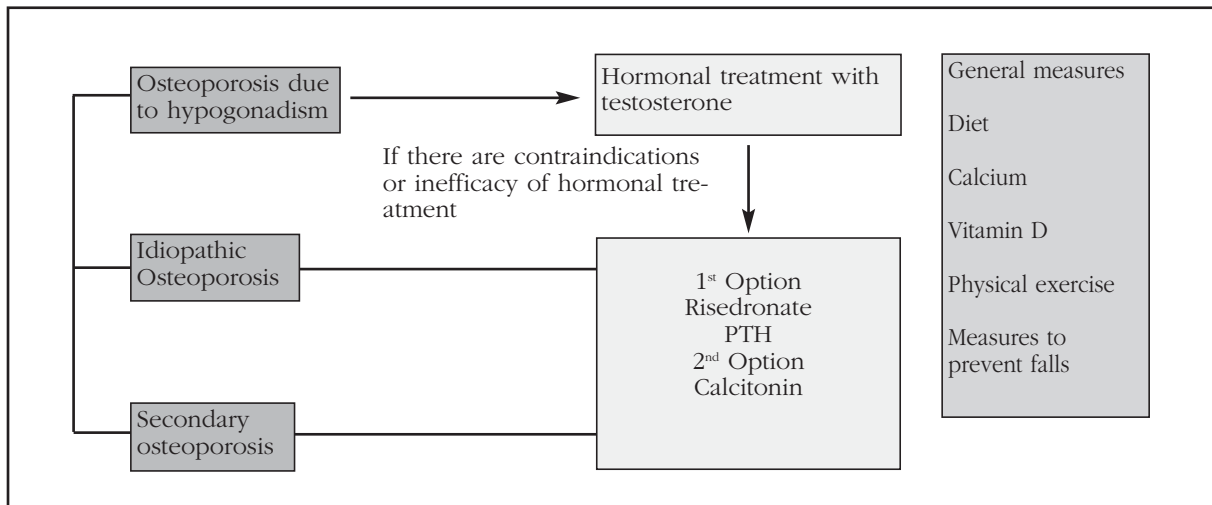 Osteoporosis due
to hypogonadism
Hormonal treatment with
testosterone
If there are contraindications
or inefficacy of hormonal tre-
atment
Idiopathic
Osteoporosis
Secondary
osteoporosis
1st Option
Risedronate
PTH
2nd Option
Calcitonin
General measures
Diet
Calcium
Vitamin D
Physical exercise
Measures to
prevent falls